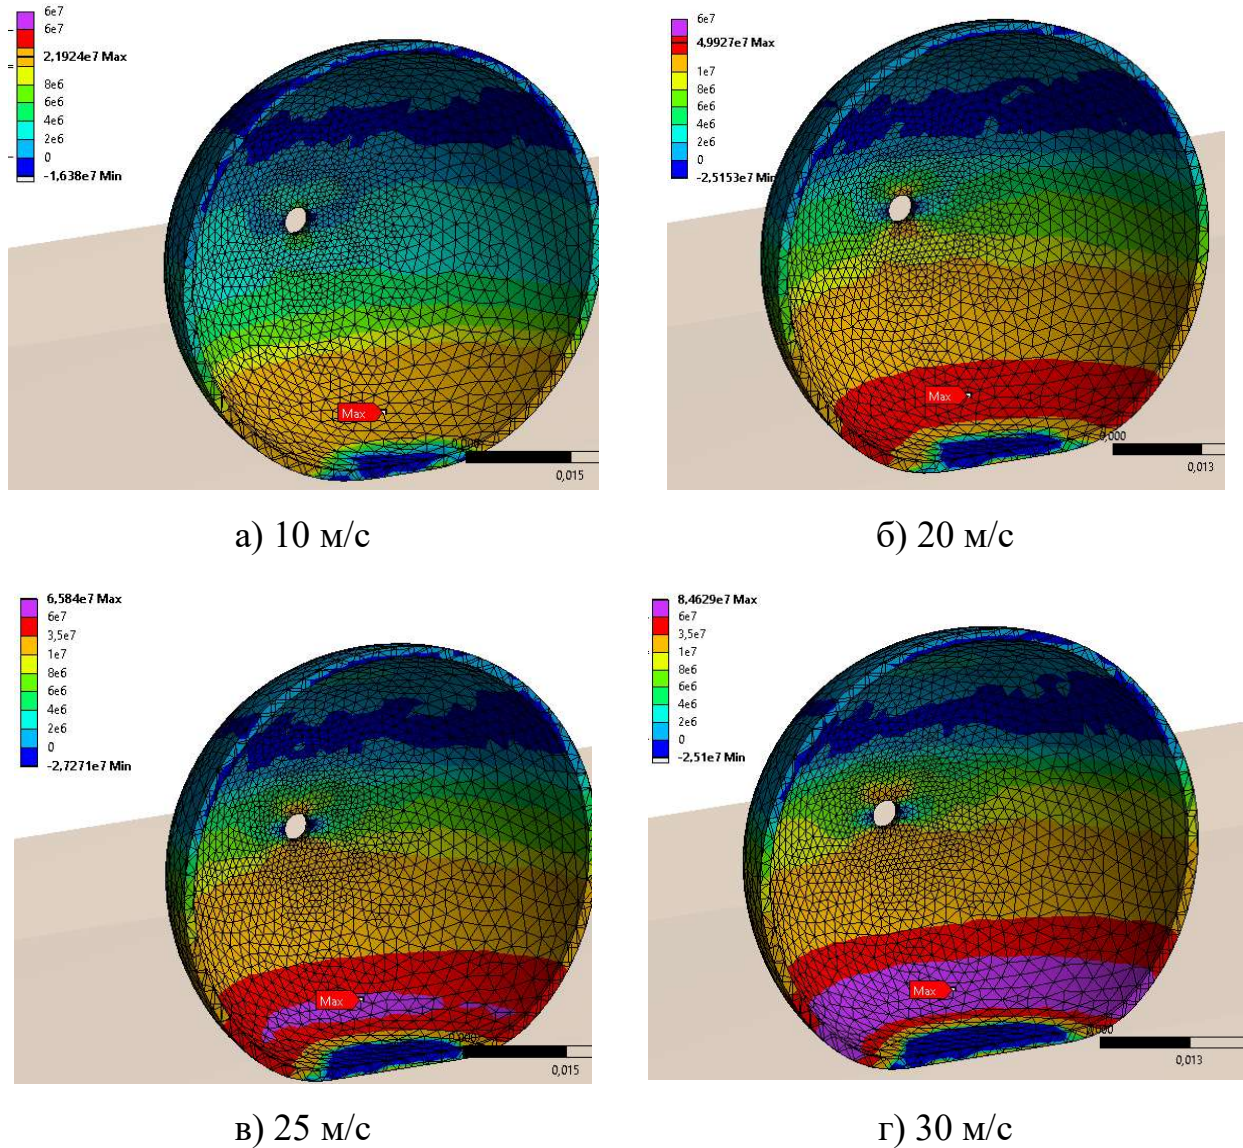 6e7
6e7
2,1924e7 Max
8e6
6e6
4e6
2e6
0
-1,638e7 Min
Max
0,000
0,015
а) 10 м/с
6e7
4,9927e7 Max
1e7
8e6
6e6
4e6
2e6
0
-2,5153e7 Min
Max
0,000
0,013
б) 20 м/с
6,584e7 Max
6e7
3,5e7
1e7
8e6
6e6
4e6
2e6
0
-2,7271e7 Min
Max
0,000
0,015
в) 25 м/с
8,4629e7 Max
6e7
3,5e7
1e7
8e6
6e6
4e6
2e6
0
-2,51e7 Min
Max
0,000
0,013
г) 30 м/с